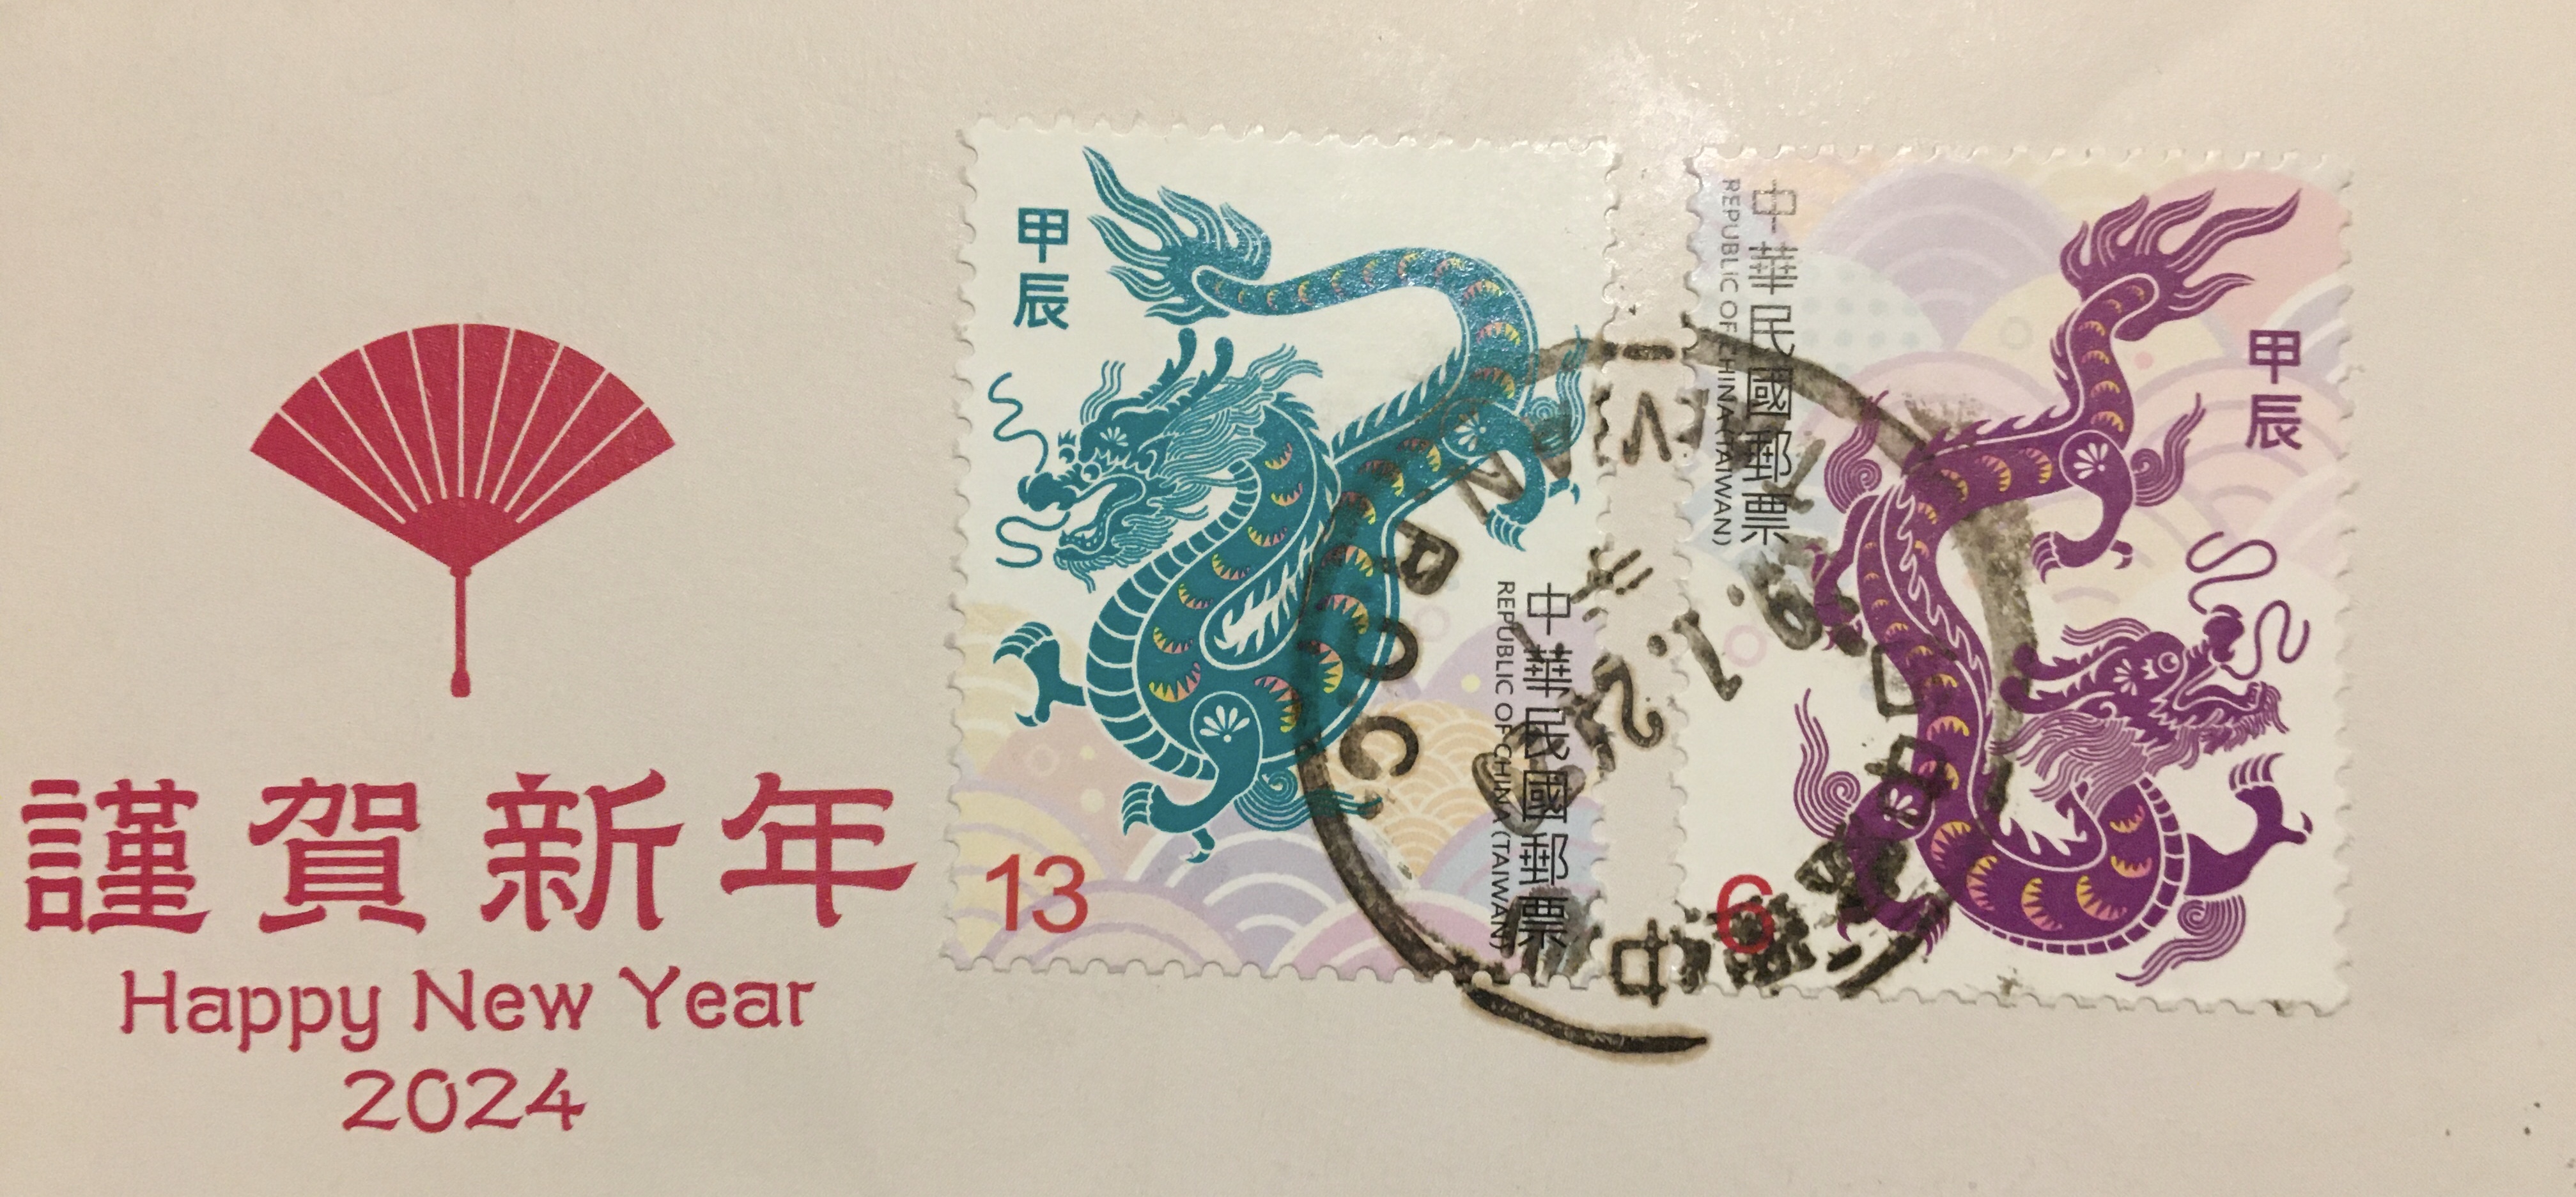 謹賀新年
Happy New Year
2024
甲辰
13
中華民國郵票
REPUBLIC OF CHINA (TAIWAN)
中華民國郵票
REPUBLIC OF CHINA (TAIWAN)
甲辰
6
R.O.C.